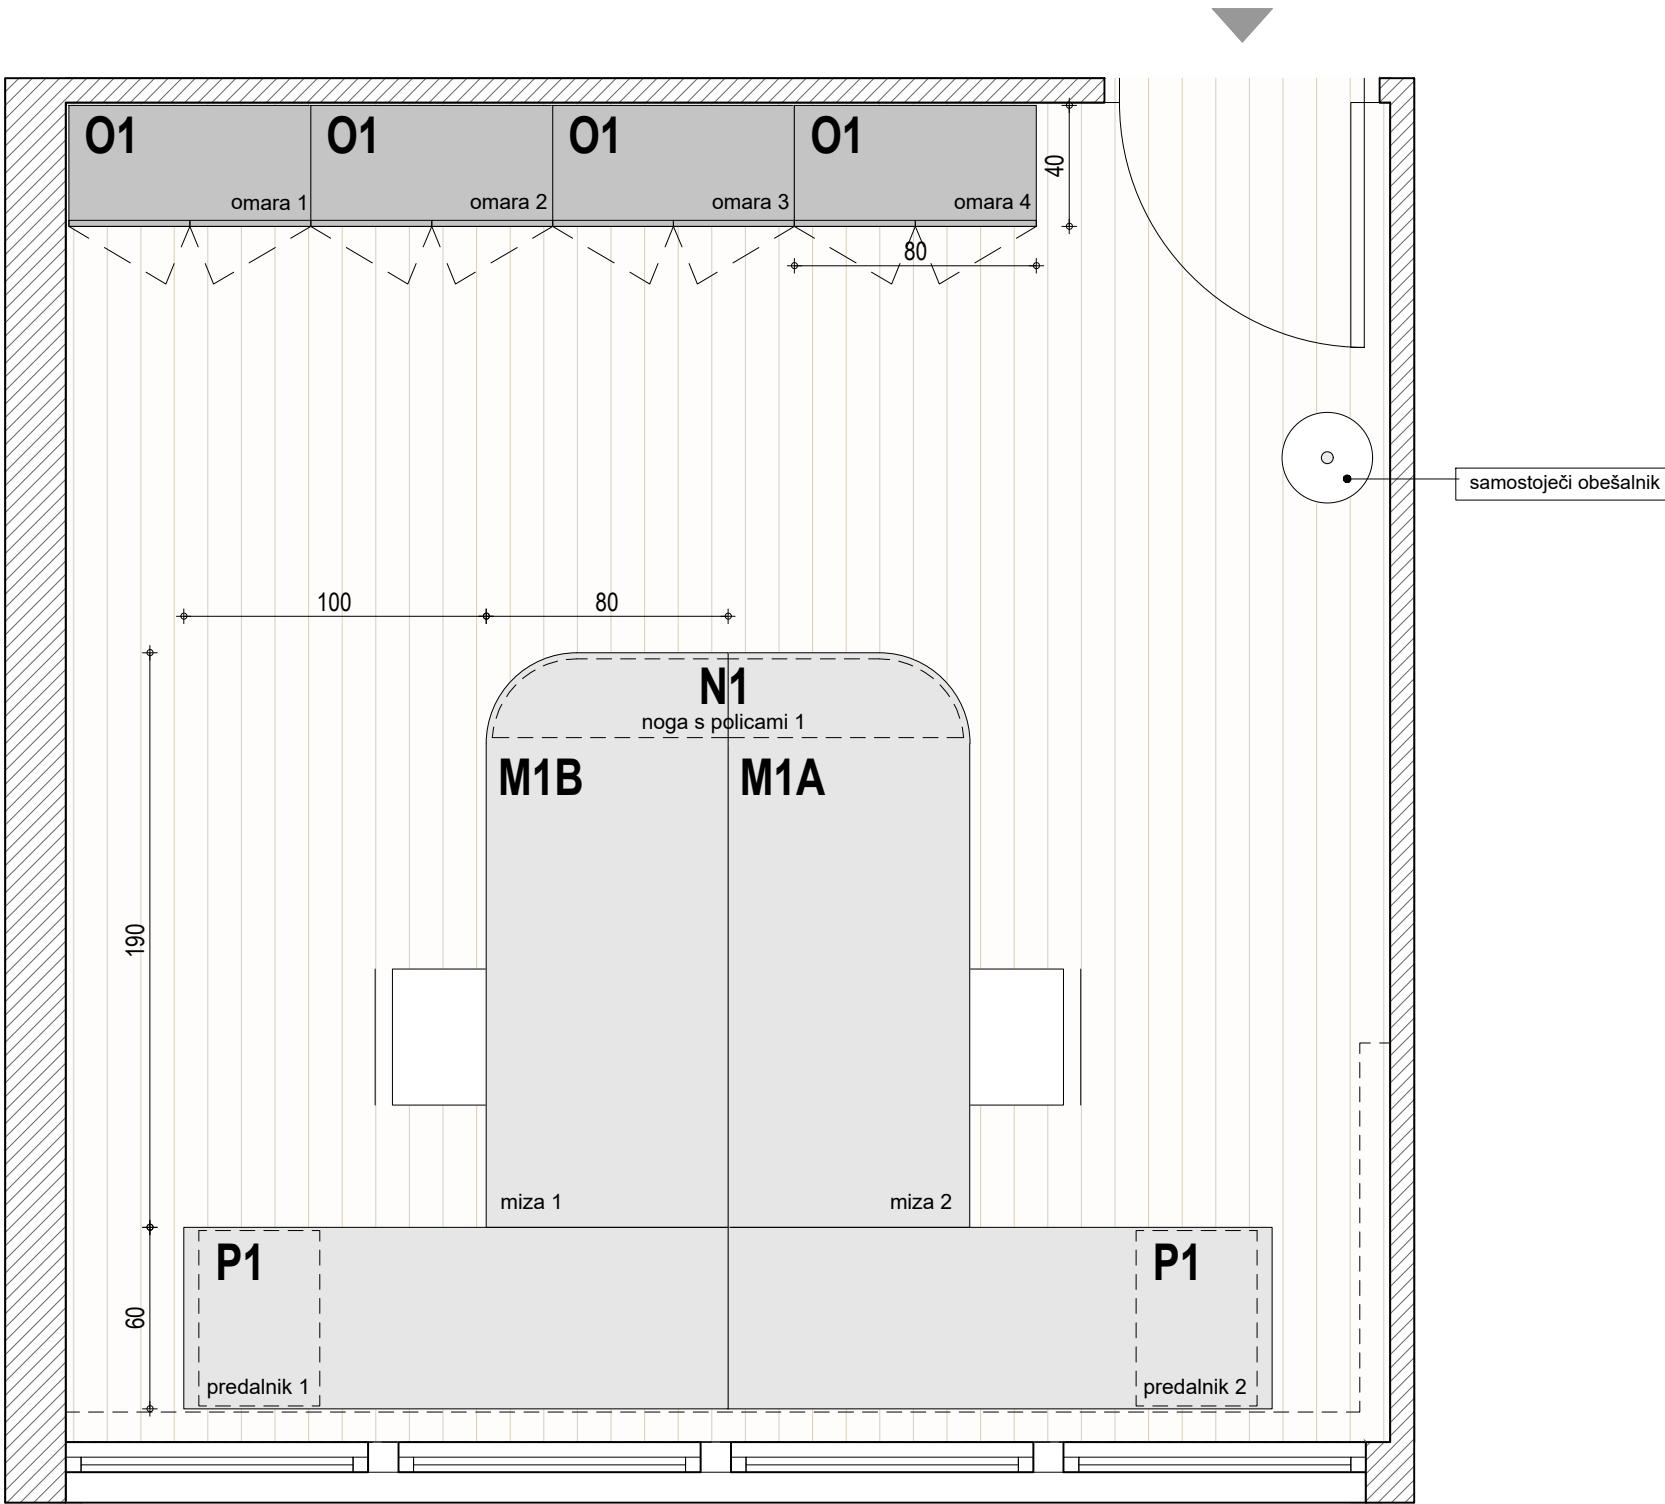 O1
O1
O1
O1
omara 1
omara 2
omara 3
omara 4
40
80
samostoječi obešalnik
100
80
N1
noga s policami 1
M1B
M1A
190
miza 1
miza 2
P1
P1
60
predalnik 1
predalnik 2